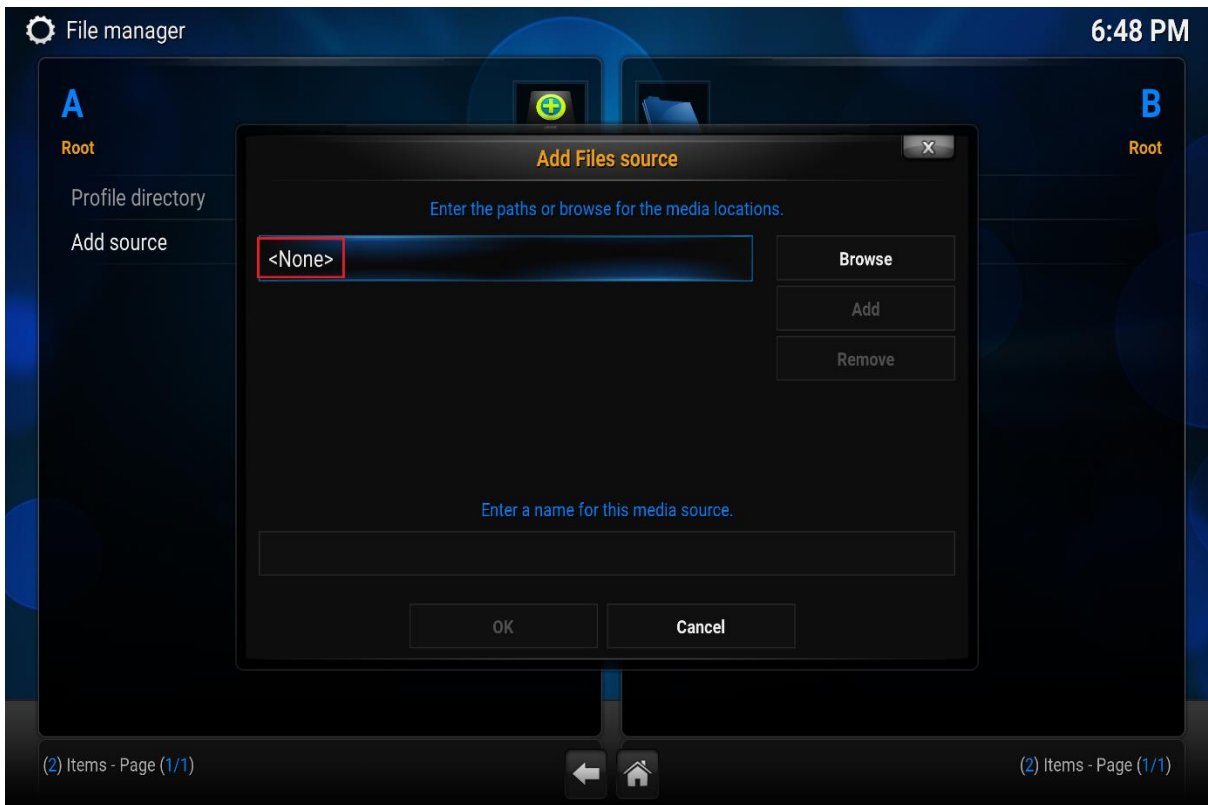 File manager
6:48 PM
A
B
Root
Root
Profile directory
Add source
Add Files source
X
Enter the paths or browse for the media locations.
<None>
Browse
Add
Remove
Enter a name for this media source.
OK
Cancel
(2) Items - Page (1/1)
(2) Items - Page (1/1)